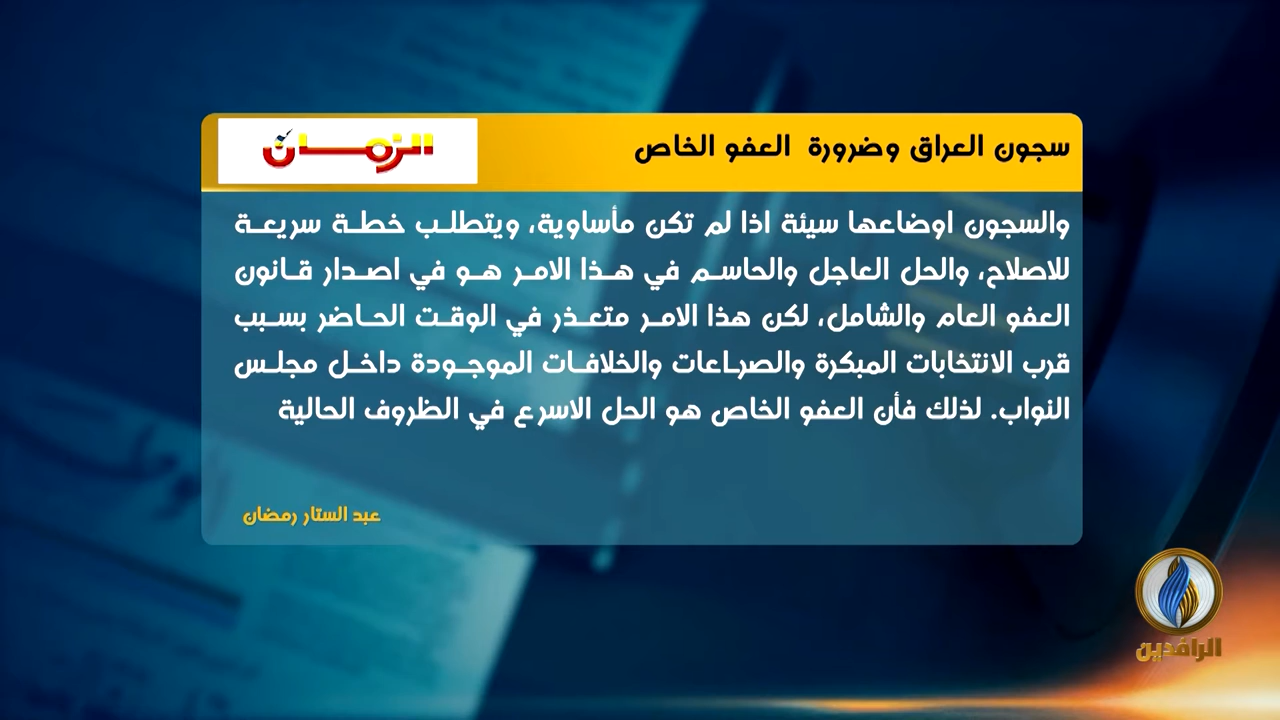 سجون العراق وضرورة العفو الخاص
الزمان
والسجون اوضاعها سيئة اذا لم تكن مأساوية، ويتطلب خطة سريعة
للاصلاح، والحل العاجل والحاسم في هذا الامر هو في اصدار قانون
العفو العام والشامل، لكن هذا الامر متعذر في الوقت الحاضر بسبب
قرب الانتخابات المبكرة والصراعات والخلافات الموجودة داخل مجلس
النواب. لذلك فأن العفو الخاص هو الحل الاسرع في الظروف الحالية
عبد الستار رمضان
الرافدين